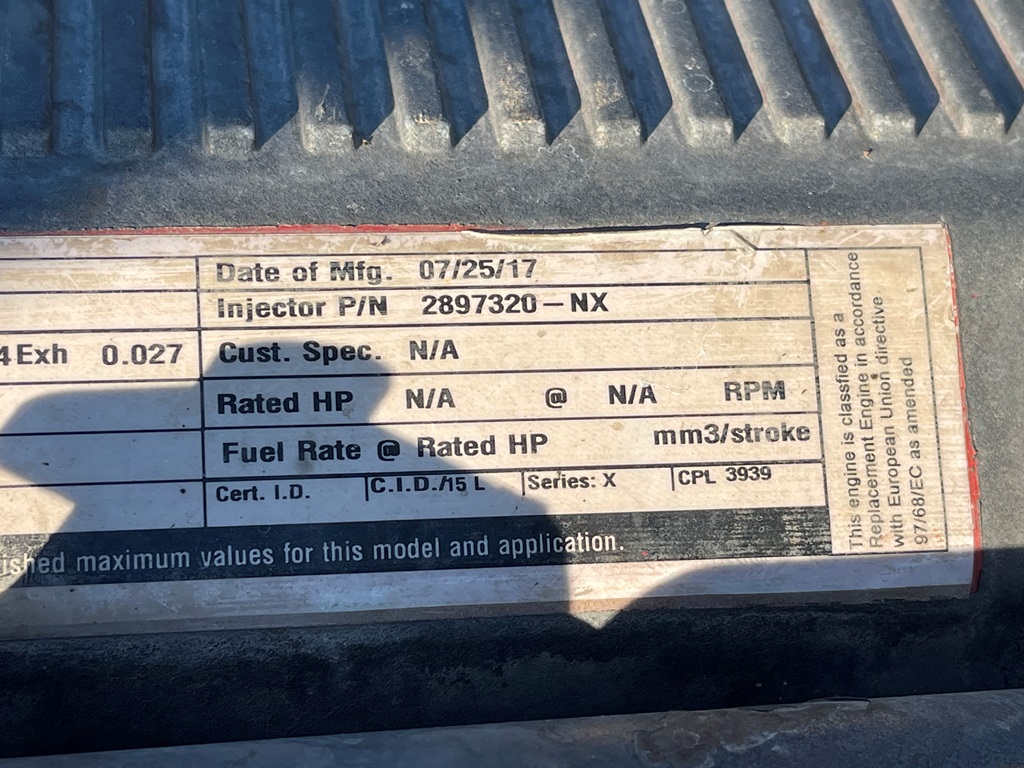 Date of Mfg. 07/25/17
Injector P/N 2897320 – NX
4Exh 0.027
Cust. Spec. N/A
Rated HP N/A @ N/A RPM
Fuel Rate @ Rated HP mm3/stroke
Cert. I.D. C.I.D./15 L Series: X CPL 3939
ished maximum values for this model and application.
This engine is classfied as a
Replacement Engine in accordance
with European Union directive
97/68/EC as amended